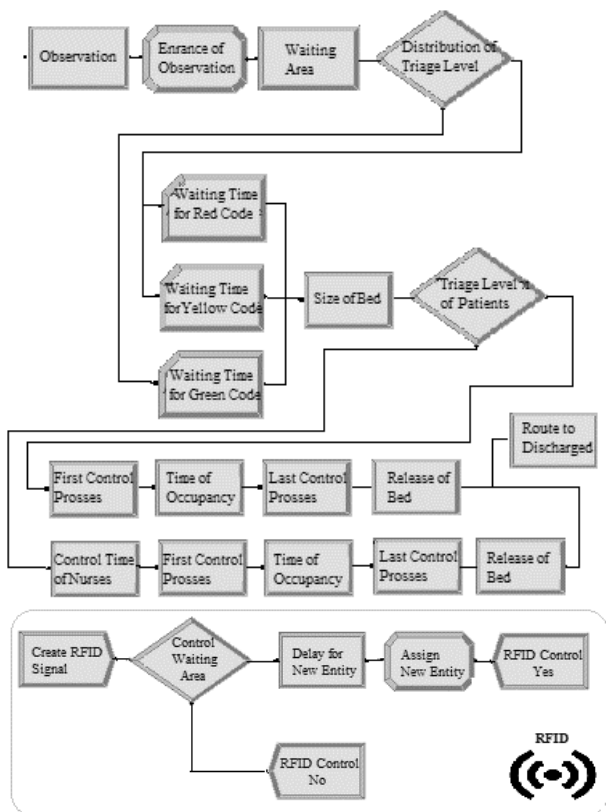 Observation
Enrance of
Observation
Waiting
Area
Distribution of
Triage Level
Waiting Time
for Red Code
Waiting Time
for Yellow Code
Waiting Time
for Green Code
Size of Bed
Triage Level
of Patients
Route to
Discharged
First Control
Prosses
Time of
Occupancy
Last Control
Prosses
Release of
Bed
Control Time
of Nurses
First Control
Prosses
Time of
Occupancy
Last Control
Prosses
Release of
Bed
Create RFID
Signal
Control
Waiting
Area
Delay for
New Entity
Assign
New Entity
RFID Control
Yes
RFID Control
No
RFID